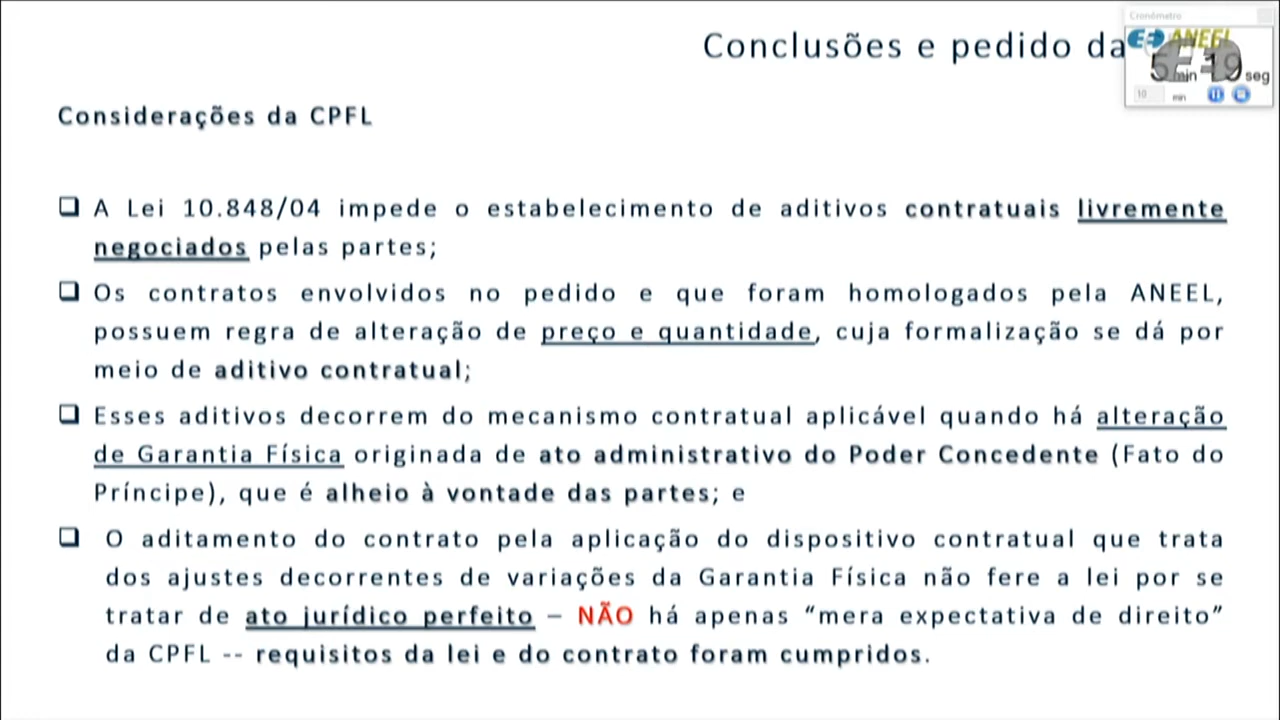 Cronômetro
Conclusões e pedido da
ANEEL
min
seg
10
min
Considerações da CPFL
A Lei 10.848/04 impede o estabelecimento de aditivos contratuais livremente
negociados pelas partes;
Os contratos envolvidos no pedido e que foram homologados pela ANEEL,
possuem regra de alteração de preço e quantidade, cuja formalização se dá por
meio de aditivo contratual;
Esses aditivos decorrem do mecanismo contratual aplicável quando há alteração
de Garantia Física originada de ato administrativo do Poder Concedente (Fato do
Príncipe), que é alheio à vontade das partes; e
O aditamento do contrato pela aplicação do dispositivo contratual que trata
dos ajustes decorrentes de variações da Garantia Física não fere a lei por se
tratar de ato jurídico perfeito – NÃO há apenas “mera expectativa de direito”
da CPFL -- requisitos da lei e do contrato foram cumpridos.